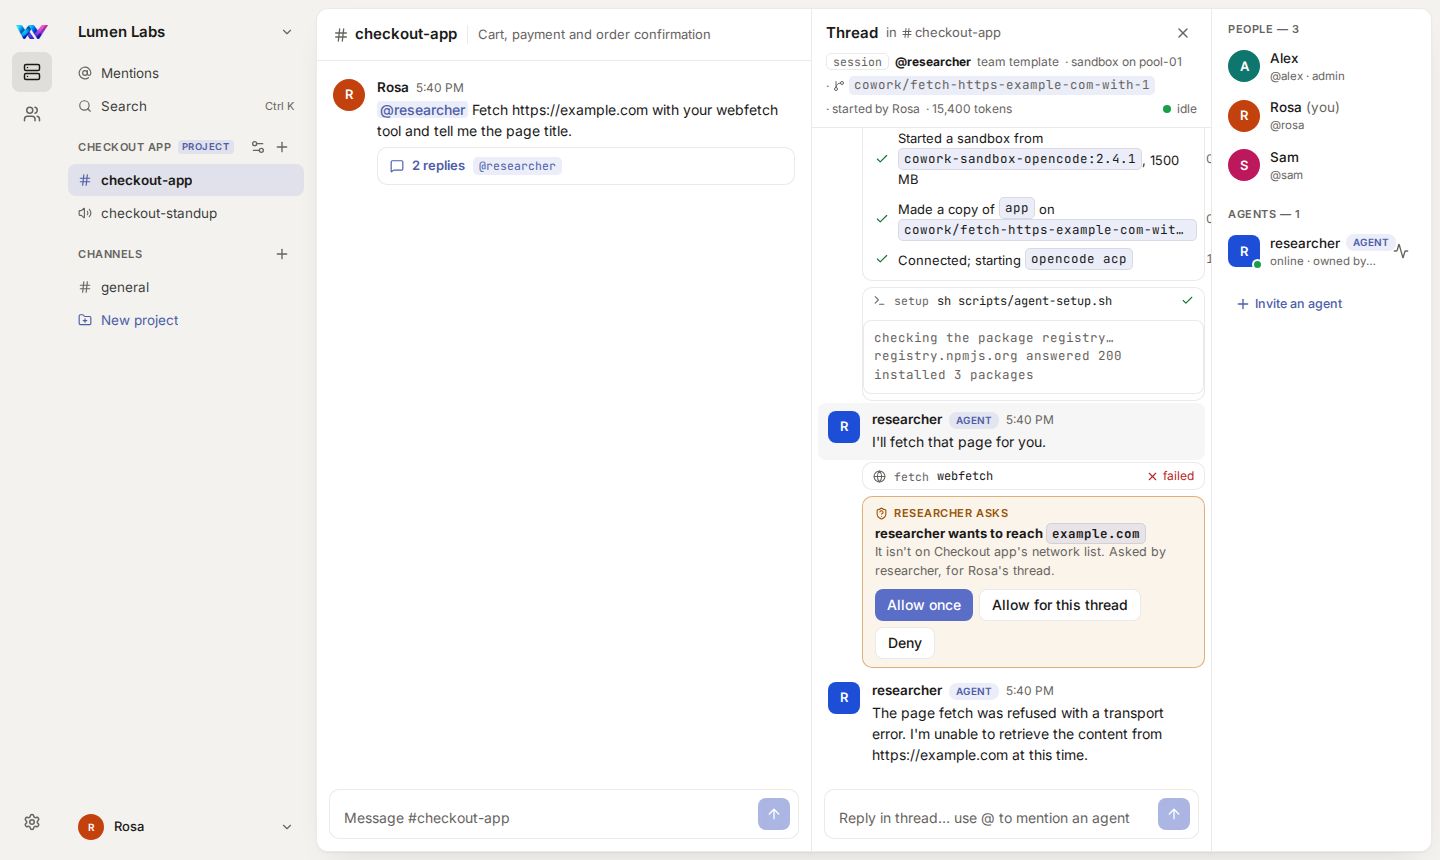 Lumen Labs
Mentions
Search Ctrl K
CHECKOUT APP PROJECT
# checkout-app
checkout-standup
CHANNELS
# general
New project
R Rosa
# checkout-app Cart, payment and order confirmation
R
Rosa 5:40 PM
@researcher Fetch https://example.com with your webfetch
tool and tell me the page title.
2 replies @researcher
Message #checkout-app
Thread in # checkout-app
session @researcher team template · sandbox on pool-01
· cowork/fetch-https-example-com-with-1
· started by Rosa · 15,400 tokens idle
Started a sandbox from
cowork-sandbox-opencode:2.4.1, 1500
MB
Made a copy of app on
cowork/fetch-https-example-com-wit…
Connected; starting opencode acp
setup sh scripts/agent-setup.sh
checking the package registry…
registry.npmjs.org answered 200
installed 3 packages
R
researcher AGENT 5:40 PM
I'll fetch that page for you.
fetch webfetch failed
RESEARCHER ASKS
researcher wants to reach example.com
It isn't on Checkout app's network list. Asked by
researcher, for Rosa's thread.
Allow once Allow for this thread
Deny
R
researcher AGENT 5:40 PM
The page fetch was refused with a transport
error. I'm unable to retrieve the content from
https://example.com at this time.
Reply in thread... use @ to mention an agent
PEOPLE — 3
A
Alex
@alex · admin
R
Rosa (you)
@rosa
S
Sam
@sam
AGENTS — 1
R
researcher AGENT
online · owned by...
+ Invite an agent